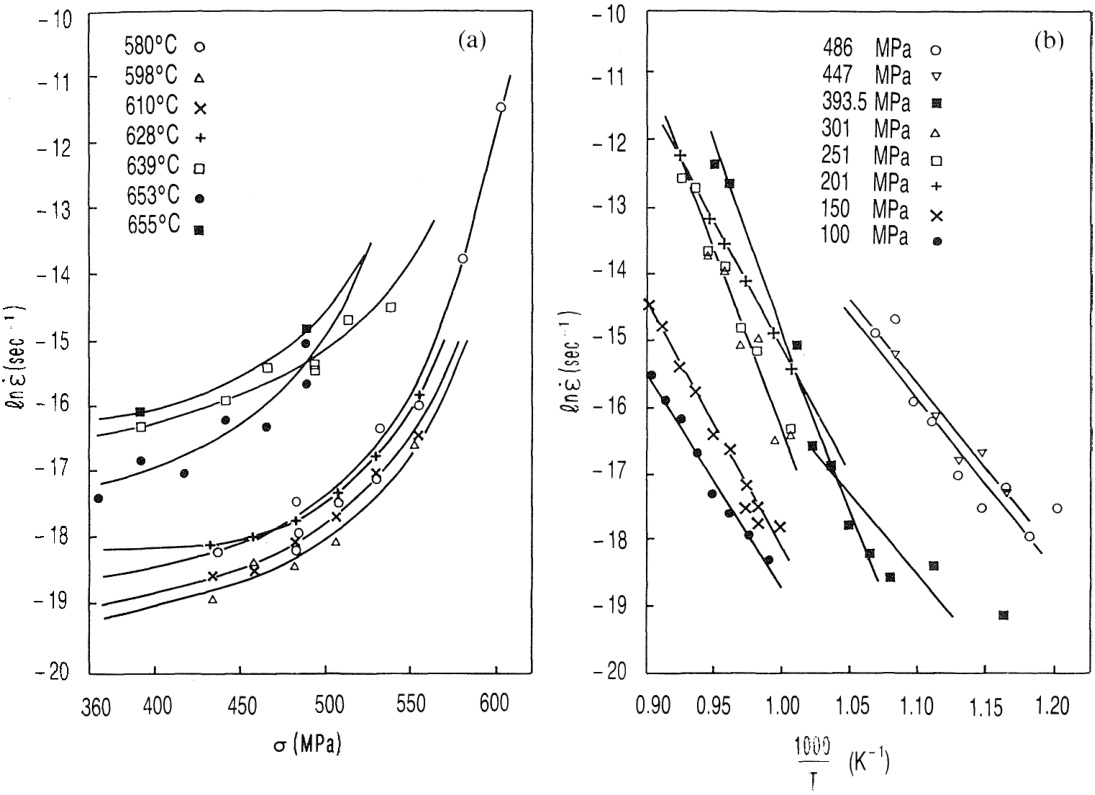 (a)
580°C
598°C
610°C
628°C
639°C
653°C
655°C
-10
-11
-12
-13
-14
-15
-16
-17
-18
-19
-20
ℓn ε̇ (sec⁻¹)
360 400 450 500 550 600
σ (MPa)
(b)
486 MPa
447 MPa
393.5 MPa
301 MPa
251 MPa
201 MPa
150 MPa
100 MPa
-10
-11
-12
-13
-14
-15
-16
-17
-18
-19
-20
ℓn ε̇ (sec⁻¹)
0.90 0.95 1.00 1.05 1.10 1.15 1.20
1000
T
(K⁻¹)